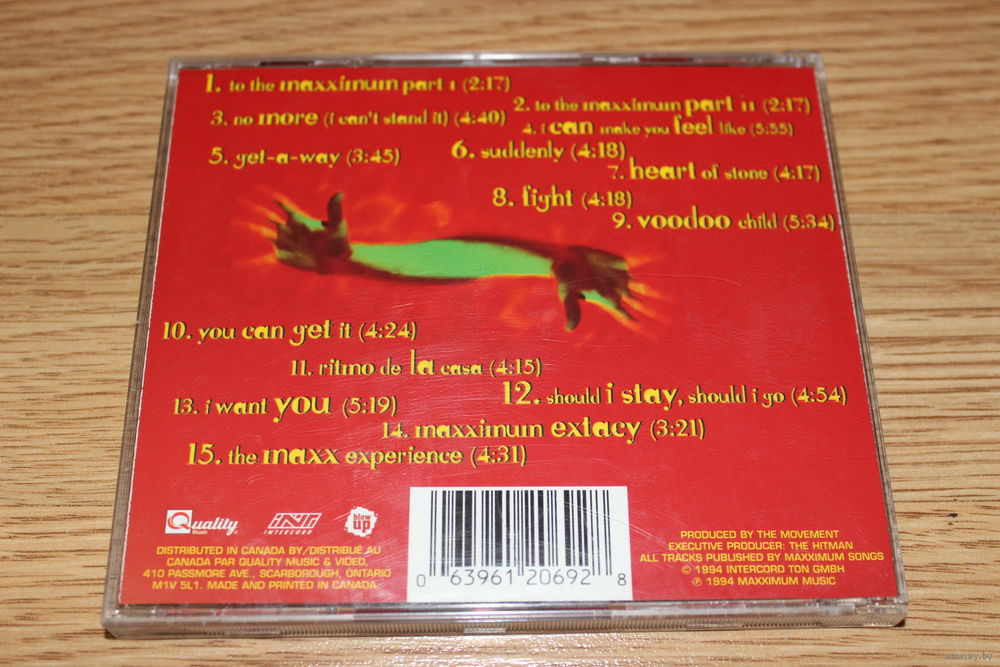 1. to the maxximum part I (2:17)
2. to the maxximum part II (2:17)
3. no more (i can't stand it) (4:40)
4. i can make you feel like (5:55)
5. get-a-way (3:45)
6. suddenly (4:18)
7. heart of stone (4:17)
8. fight (4:18)
9. voodoo child (5:34)
10. you can get it (4:24)
11. ritmo de la casa (4:15)
12. should i stay, should i go (4:54)
13. i want you (5:19)
14. maxximum extacy (3:21)
15. the maxx experience (4:31)
Quality
Music
INT
INTERCORD
blow
up
DISTRIBUTED IN CANADA BY/DISTRIBUÉ AU
CANADA PAR QUALITY MUSIC & VIDEO,
410 PASSMORE AVE., SCARBOROUGH, ONTARIO
M1V 5L1. MADE AND PRINTED IN CANADA.
0 63961 20692 8
PRODUCED BY THE MOVEMENT
EXECUTIVE PRODUCER: THE HITMAN
ALL TRACKS PUBLISHED BY MAXXIMUM SONGS
© 1994 INTERCORD TON GMBH
℗ 1994 MAXXIMUM MUSIC
www.ay.by